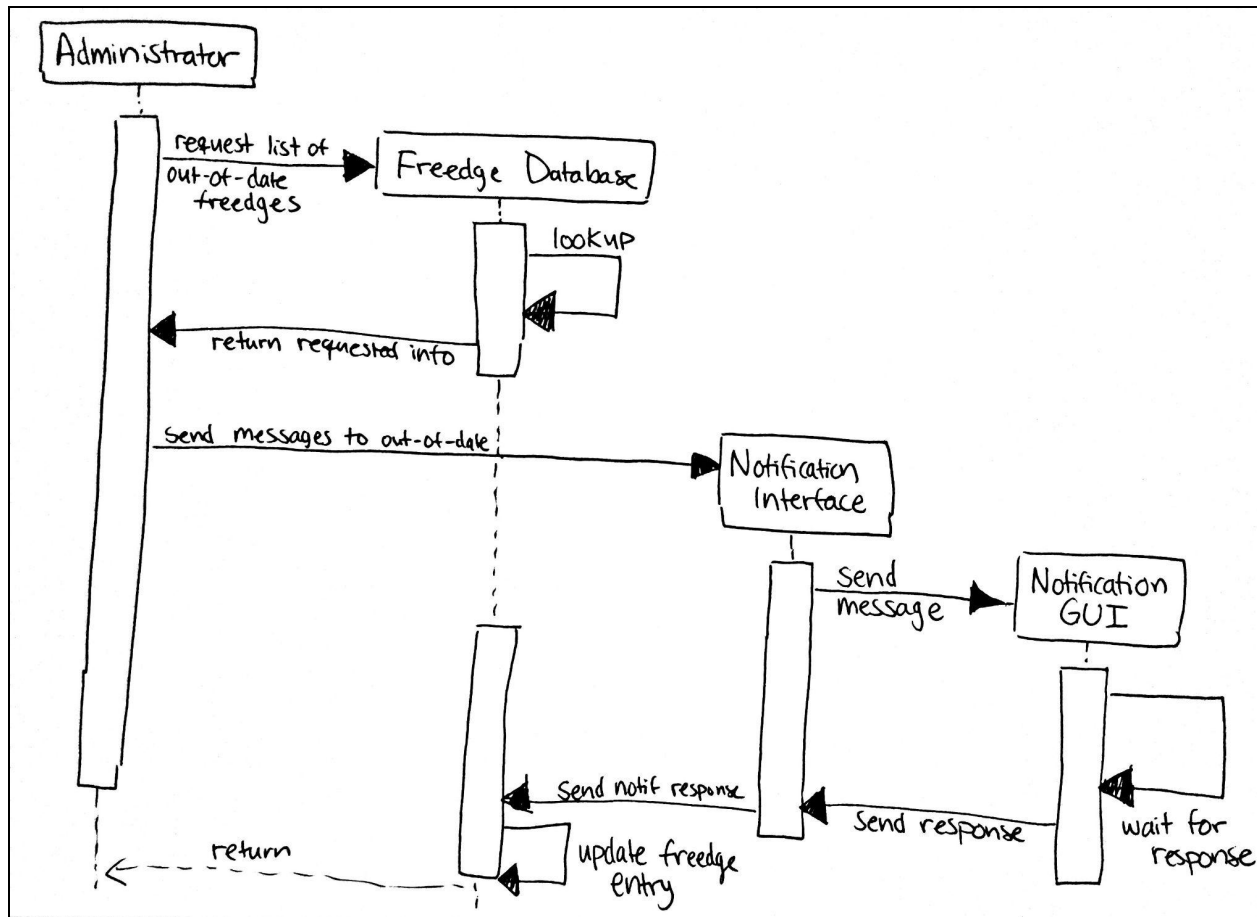 Administrator
request list of
out-of-date
freedges
Freedge Database
lookup
return requested info
Send messages to out-of-date
Notification
Interface
Send
message
Notification
GUI
Send notif response
Send response
wait for
response
update freedge
entry
return